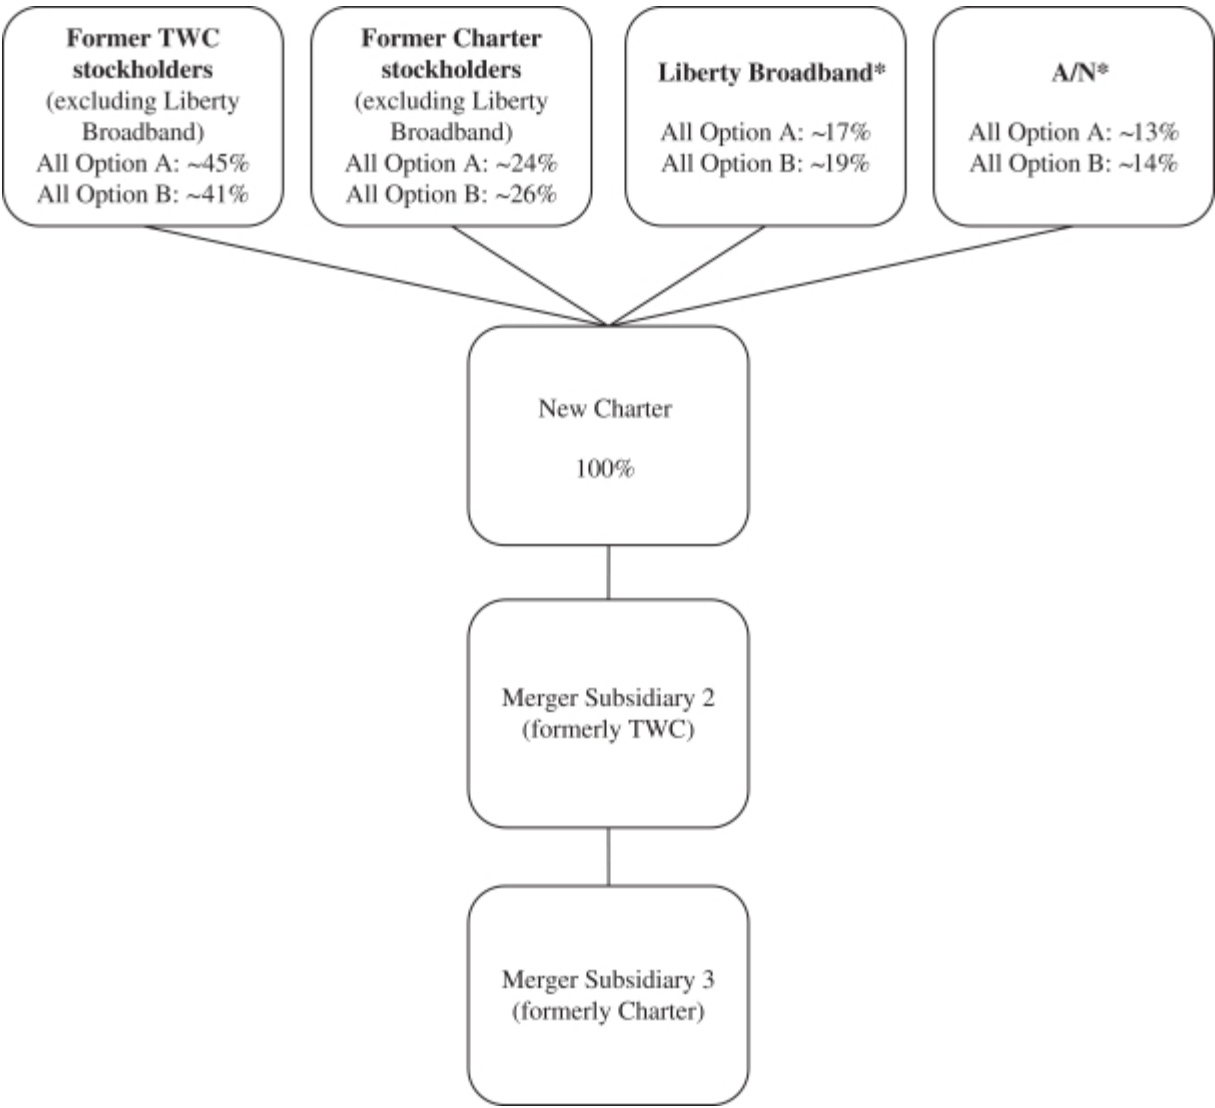 Former TWC
stockholders
(excluding Liberty
Broadband)
All Option A: ~45%
All Option B: ~41%
Former Charter
stockholders
(excluding Liberty
Broadband)
All Option A: ~24%
All Option B: ~26%
Liberty Broadband*
All Option A: ~17%
All Option B: ~19%
A/N*
All Option A: ~13%
All Option B: ~14%
New Charter
100%
Merger Subsidiary 2
(formerly TWC)
Merger Subsidiary 3
(formerly Charter)